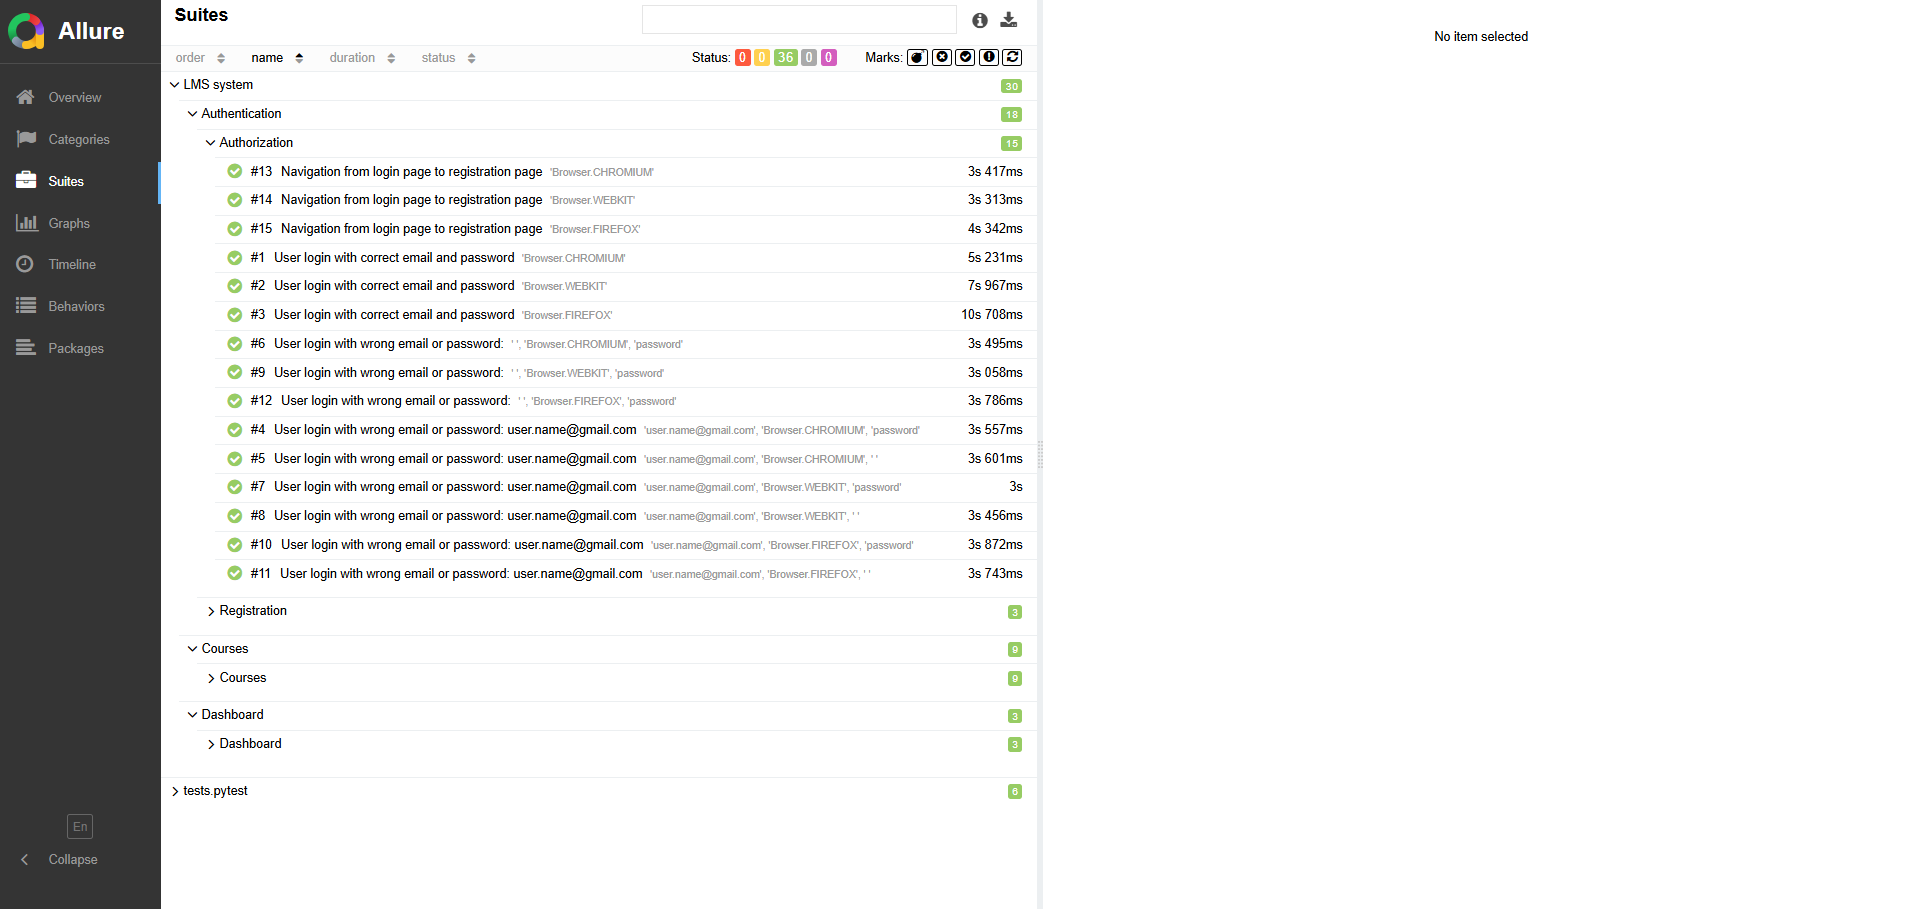 Allure
Overview
Categories
Suites
Graphs
Timeline
Behaviors
Packages
En
Collapse
Suites
order name duration status Status: 0 0 36 0 0 Marks:
LMS system 30
Authentication 18
Authorization 15
#13 Navigation from login page to registration page 'Browser.CHROMIUM' 3s 417ms
#14 Navigation from login page to registration page 'Browser.WEBKIT' 3s 313ms
#15 Navigation from login page to registration page 'Browser.FIREFOX' 4s 342ms
#1 User login with correct email and password 'Browser.CHROMIUM' 5s 231ms
#2 User login with correct email and password 'Browser.WEBKIT' 7s 967ms
#3 User login with correct email and password 'Browser.FIREFOX' 10s 708ms
#6 User login with wrong email or password: ' ', 'Browser.CHROMIUM', 'password' 3s 495ms
#9 User login with wrong email or password: ' ', 'Browser.WEBKIT', 'password' 3s 058ms
#12 User login with wrong email or password: ' ', 'Browser.FIREFOX', 'password' 3s 786ms
#4 User login with wrong email or password: user.name@gmail.com 'user.name@gmail.com', 'Browser.CHROMIUM', 'password' 3s 557ms
#5 User login with wrong email or password: user.name@gmail.com 'user.name@gmail.com', 'Browser.CHROMIUM', ' ' 3s 601ms
#7 User login with wrong email or password: user.name@gmail.com 'user.name@gmail.com', 'Browser.WEBKIT', 'password' 3s
#8 User login with wrong email or password: user.name@gmail.com 'user.name@gmail.com', 'Browser.WEBKIT', ' ' 3s 456ms
#10 User login with wrong email or password: user.name@gmail.com 'user.name@gmail.com', 'Browser.FIREFOX', 'password' 3s 872ms
#11 User login with wrong email or password: user.name@gmail.com 'user.name@gmail.com', 'Browser.FIREFOX', ' ' 3s 743ms
Registration 3
Courses 9
Courses 9
Dashboard 3
Dashboard 3
tests.pytest 6
No item selected